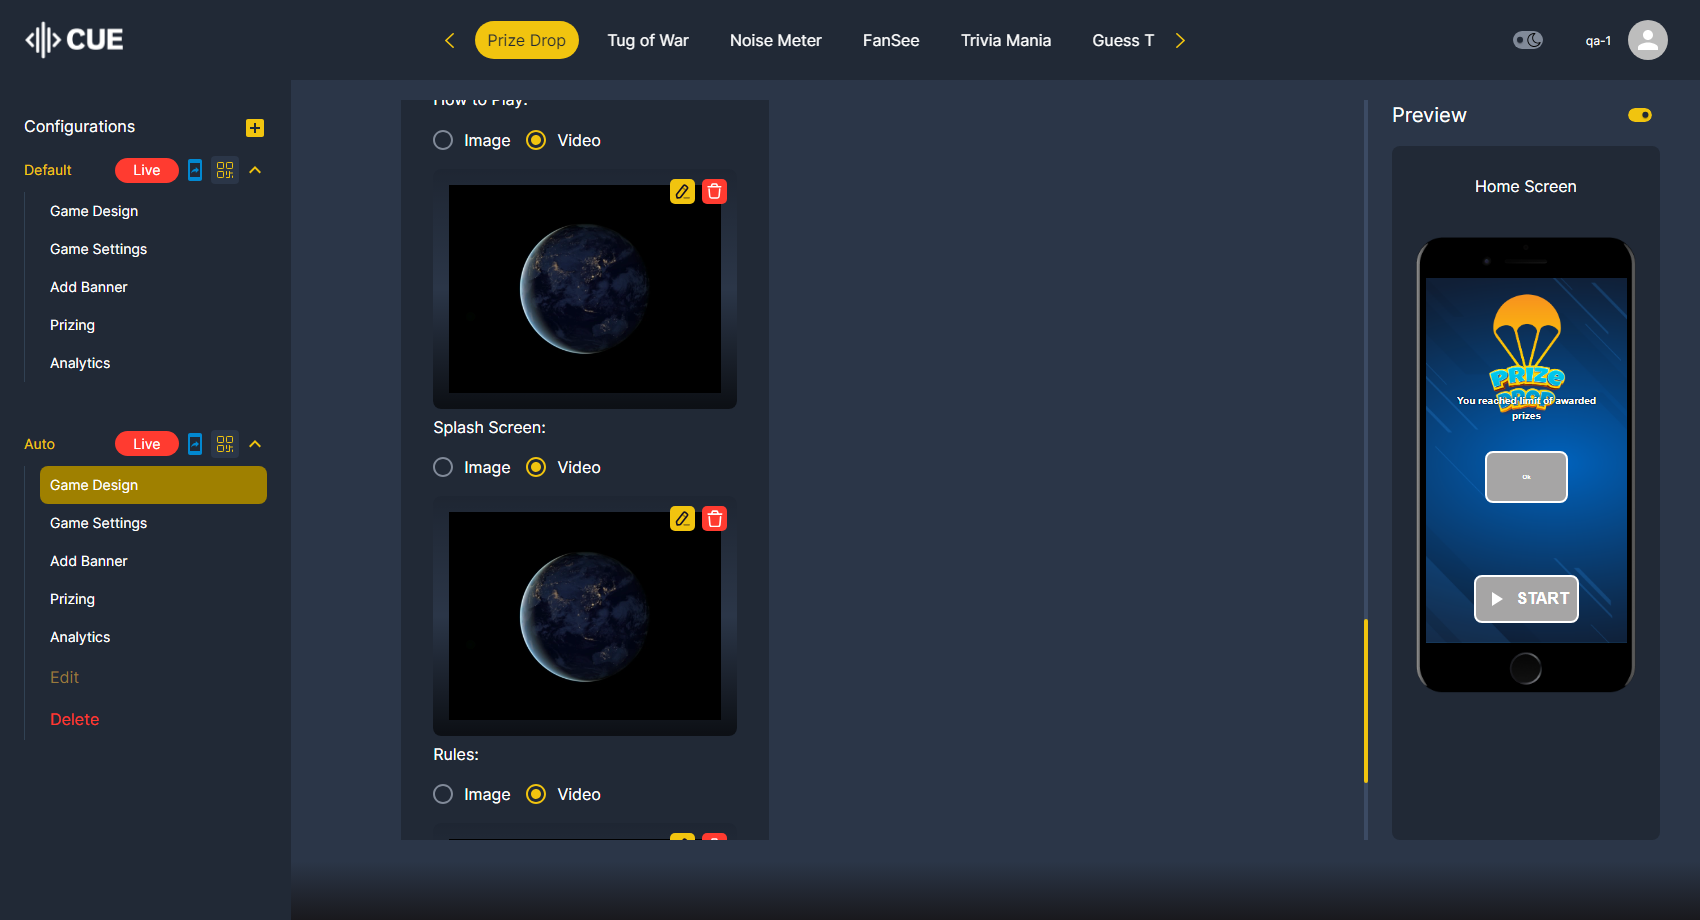 CUE
Prize Drop
Tug of War
Noise Meter
FanSee
Trivia Mania
Guess T
qa-1
Configurations
Default
Live
Game Design
Game Settings
Add Banner
Prizing
Analytics
Auto
Live
Game Design
Game Settings
Add Banner
Prizing
Analytics
Edit
Delete
How to Play:
Image
Video
Splash Screen:
Image
Video
Rules:
Image
Video
Preview
Home Screen
PRIZE
DROP
You reached limit of awarded
prizes
Ok
START